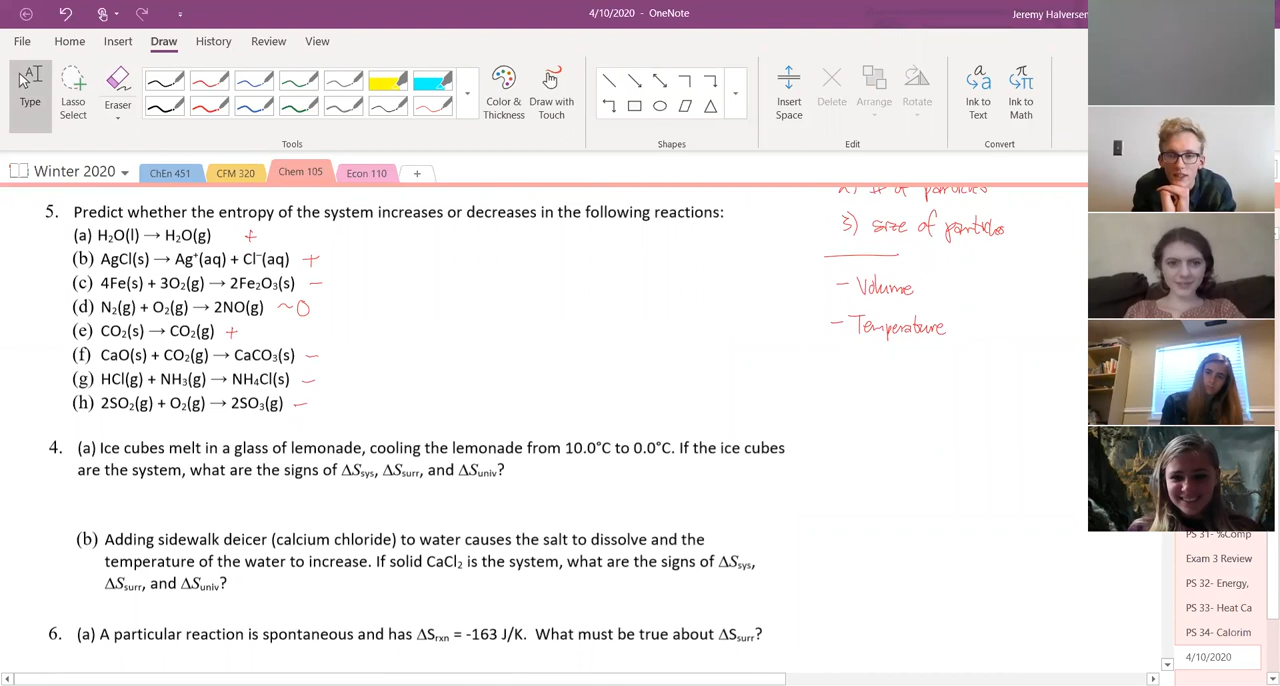 4/10/2020 - OneNote
Jeremy Halversen
File Home Insert Draw History Review View
Type
Lasso Select
Eraser
Color & Thickness
Draw with Touch
Insert Space
Delete
Arrange
Rotate
Ink to Text
Ink to Math
Tools
Shapes
Edit
Convert
Winter 2020
ChEn 451
CFM 320
Chem 105
Econ 110
+
2) # of particles
3) size of particles
- Volume
- Temperature
5. Predict whether the entropy of the system increases or decreases in the following reactions:
(a) H₂O(l) → H₂O(g) +
(b) AgCl(s) → Ag⁺(aq) + Cl⁻(aq) +
(c) 4Fe(s) + 3O₂(g) → 2Fe₂O₃(s) −
(d) N₂(g) + O₂(g) → 2NO(g) ~0
(e) CO₂(s) → CO₂(g) +
(f) CaO(s) + CO₂(g) → CaCO₃(s) −
(g) HCl(g) + NH₃(g) → NH₄Cl(s) −
(h) 2SO₂(g) + O₂(g) → 2SO₃(g) −
4. (a) Ice cubes melt in a glass of lemonade, cooling the lemonade from 10.0°C to 0.0°C. If the ice cubes
are the system, what are the signs of ΔSsys, ΔSsurr, and ΔSuniv?
(b) Adding sidewalk deicer (calcium chloride) to water causes the salt to dissolve and the
temperature of the water to increase. If solid CaCl₂ is the system, what are the signs of ΔSsys,
ΔSsurr, and ΔSuniv?
6. (a) A particular reaction is spontaneous and has ΔSrxn = -163 J/K. What must be true about ΔSsurr?
PS 31- %Comp
Exam 3 Review
PS 32- Energy,
PS 33- Heat Ca
PS 34- Calorim
4/10/2020